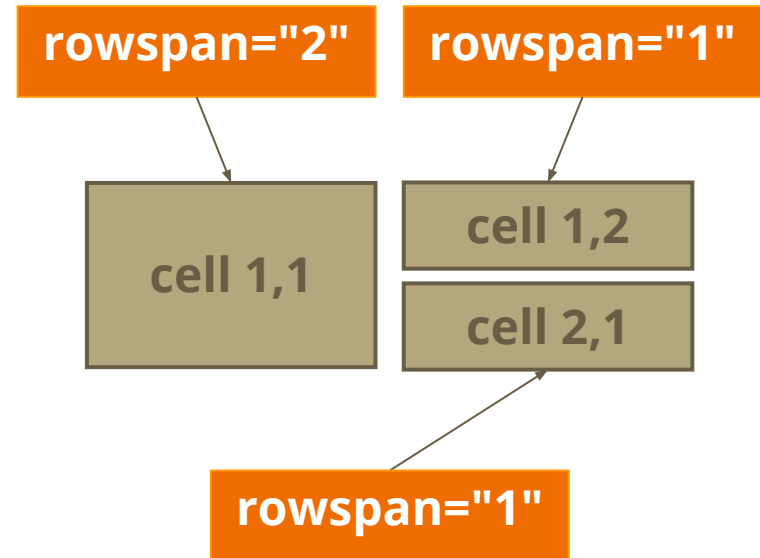 rowspan="2"
rowspan="1"
cell 1,1
cell 1,2
cell 2,1
rowspan="1"